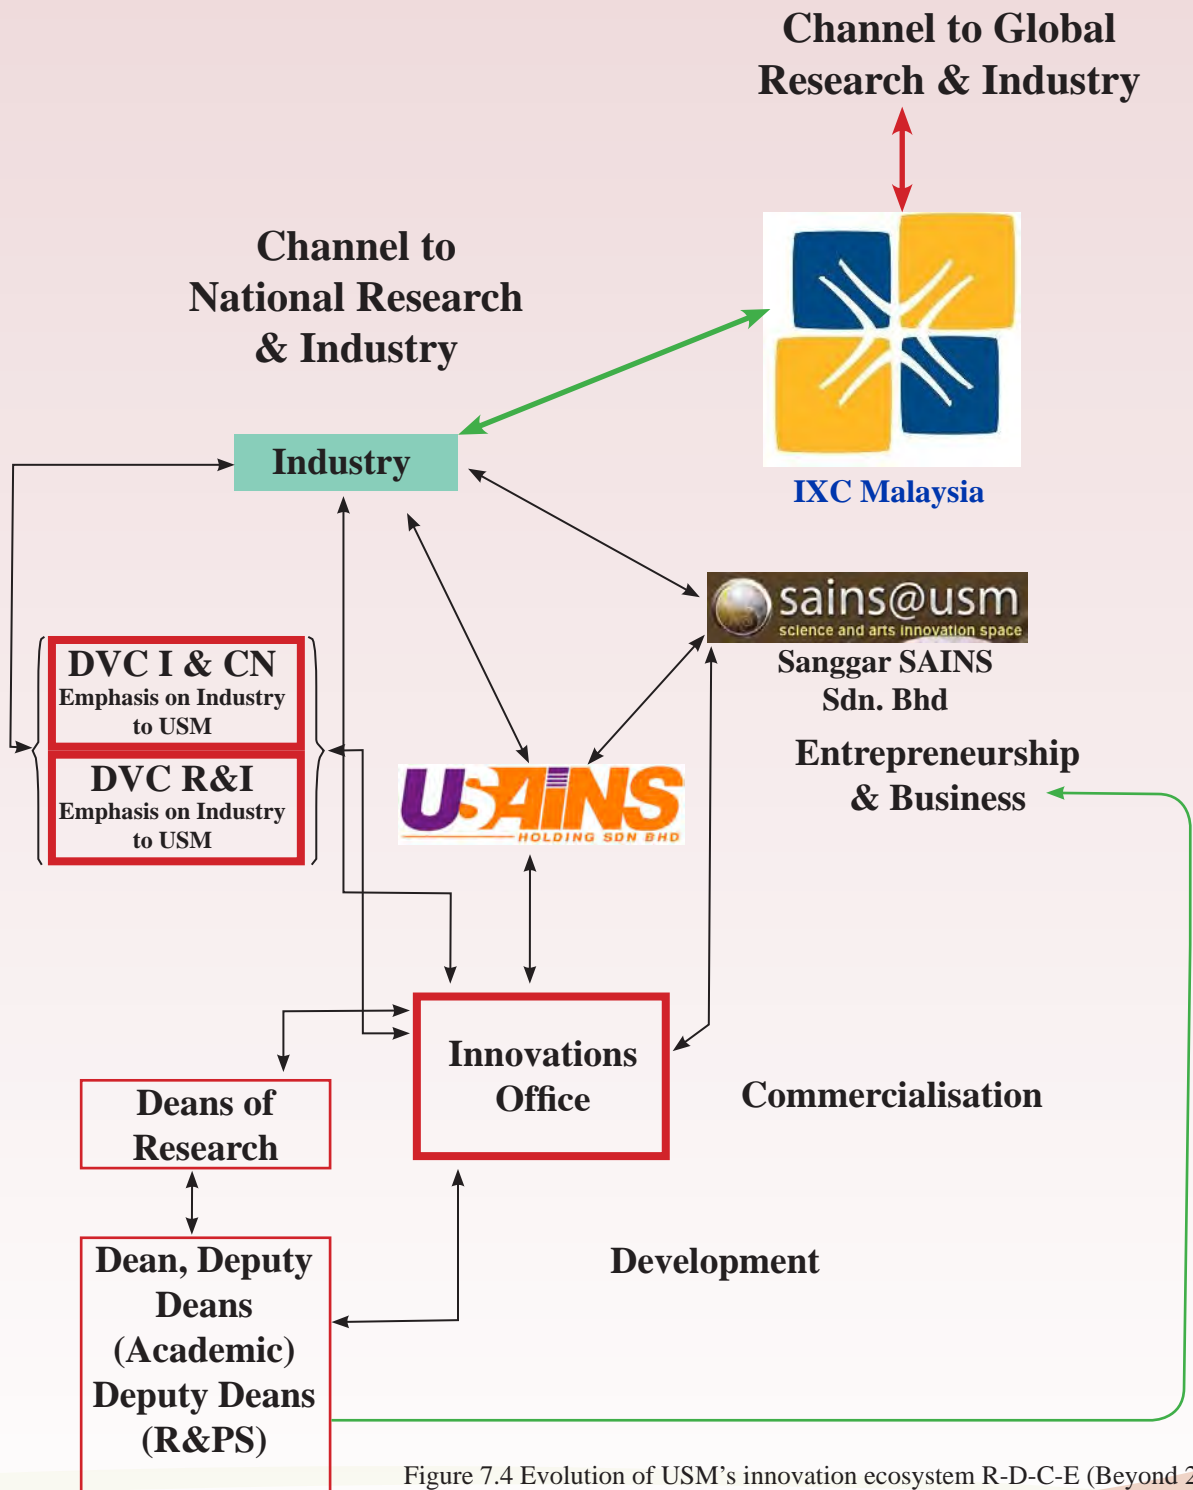 Channel to Global
Research & Industry
Channel to
National Research
& Industry
Industry
IXC Malaysia
sains@usm
science and arts innovation space
Sanggar SAINS
Sdn. Bhd
DVC I & CN
Emphasis on Industry
to USM
DVC R&I
Emphasis on Industry
to USM
Entrepreneurship
& Business
USAiNS
HOLDING SDN BHD
Innovations
Office
Commercialisation
Deans of
Research
Development
Dean, Deputy
Deans
(Academic)
Deputy Deans
(R&PS)
Figure 7.4 Evolution of USM's innovation ecosystem R-D-C-E (Beyond 2